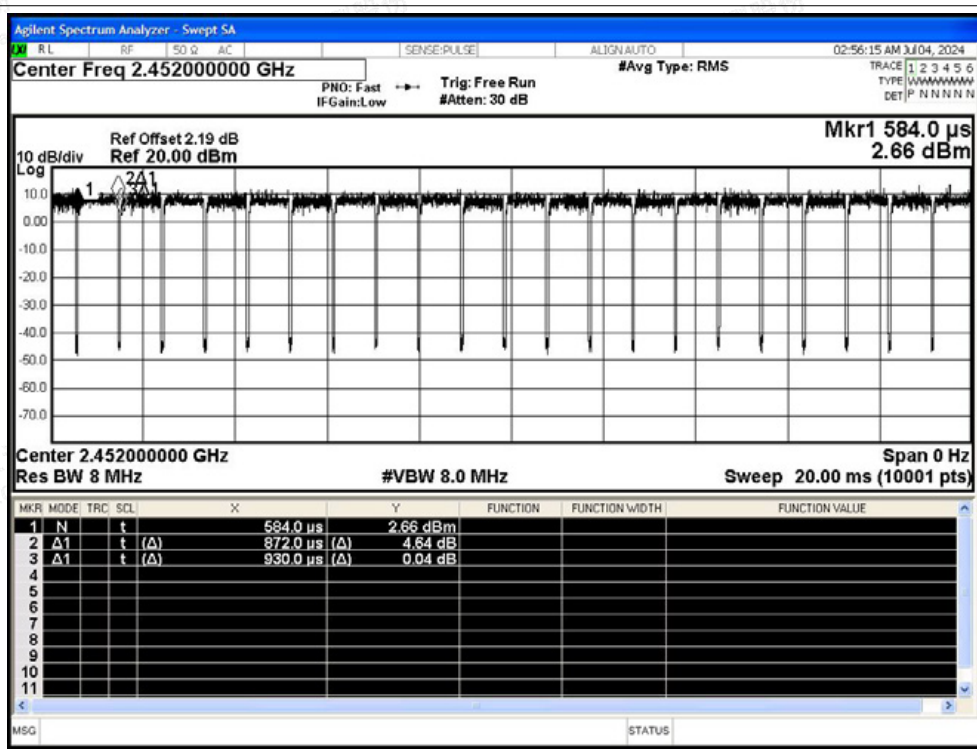 Agilent Spectrum Analyzer - Swept SA
RL RF 50 Ω AC SENSE:PULSE ALIGNAUTO 02:56:15 AM Jul 04, 2024
Center Freq 2.452000000 GHz #Avg Type: RMS TRACE 1 2 3 4 5 6
PNO: Fast Trig: Free Run TYPE WWWWWW
IFGain:Low #Atten: 30 dB DET P N N N N N
Mkr1 584.0 µs
Ref Offset 2.19 dB
10 dB/div Ref 20.00 dBm 2.66 dBm
Log
1 2Δ1
3Δ1
10.0
0.00
-10.0
-20.0
-30.0
-40.0
-50.0
-60.0
-70.0
Center 2.452000000 GHz Span 0 Hz
Res BW 8 MHz #VBW 8.0 MHz Sweep 20.00 ms (10001 pts)
MKR MODE TRC SCL X Y FUNCTION FUNCTION WIDTH FUNCTION VALUE
1 N t 584.0 µs 2.66 dBm
2 Δ1 t (Δ) 872.0 µs (Δ) 4.64 dB
3 Δ1 t (Δ) 930.0 µs (Δ) 0.04 dB
4
5
6
7
8
9
10
11
MSG STATUS